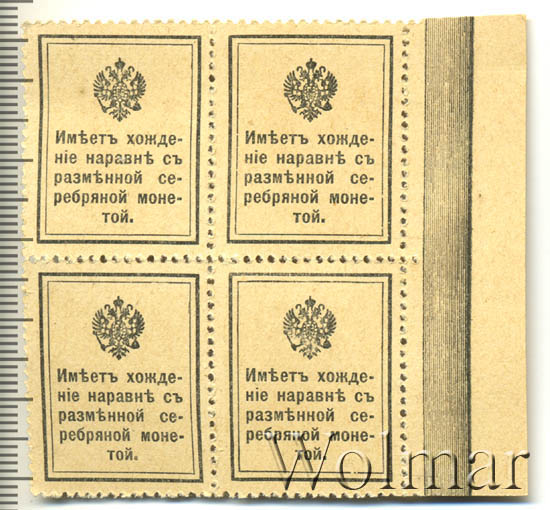 Имѣетъ хожде-
ніе наравнѣ съ
размѣнной се-
ребряной моне-
той.
Имѣетъ хожде-
ніе наравнѣ съ
размѣнной се-
ребряной моне-
той.
Имѣетъ хожде-
ніе наравнѣ съ
размѣнной се-
ребряной моне-
той.
Имѣетъ хожде-
ніе наравнѣ съ
размѣнной се-
ребряной моне-
той.
Wolmar